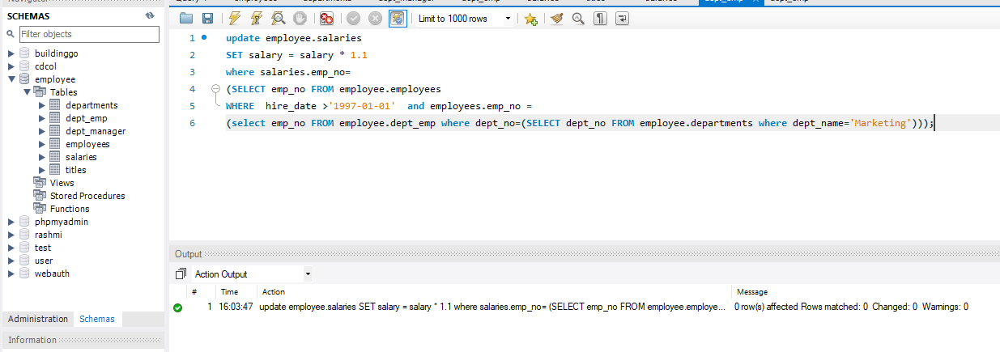 Navigator
SCHEMAS
Filter objects
buildinggo
cdcol
employee
Tables
departments
dept_emp
dept_manager
employees
salaries
titles
Views
Stored Procedures
Functions
phpmyadmin
rashmi
test
user
webauth
Administration Schemas
Information
Limit to 1000 rows
1 update employee.salaries
2 SET salary = salary * 1.1
3 where salaries.emp_no=
4 (SELECT emp_no FROM employee.employees
5 WHERE  hire_date >'1997-01-01'  and employees.emp_no =
6 (select emp_no FROM employee.dept_emp where dept_no=(SELECT dept_no FROM employee.departments where dept_name='Marketing')));
Output
Action Output
# Time Action Message
1 16:03:47 update employee.salaries SET salary = salary * 1.1 where salaries.emp_no= (SELECT emp_no FROM employee.employe... 0 row(s) affected Rows matched: 0  Changed: 0  Warnings: 0